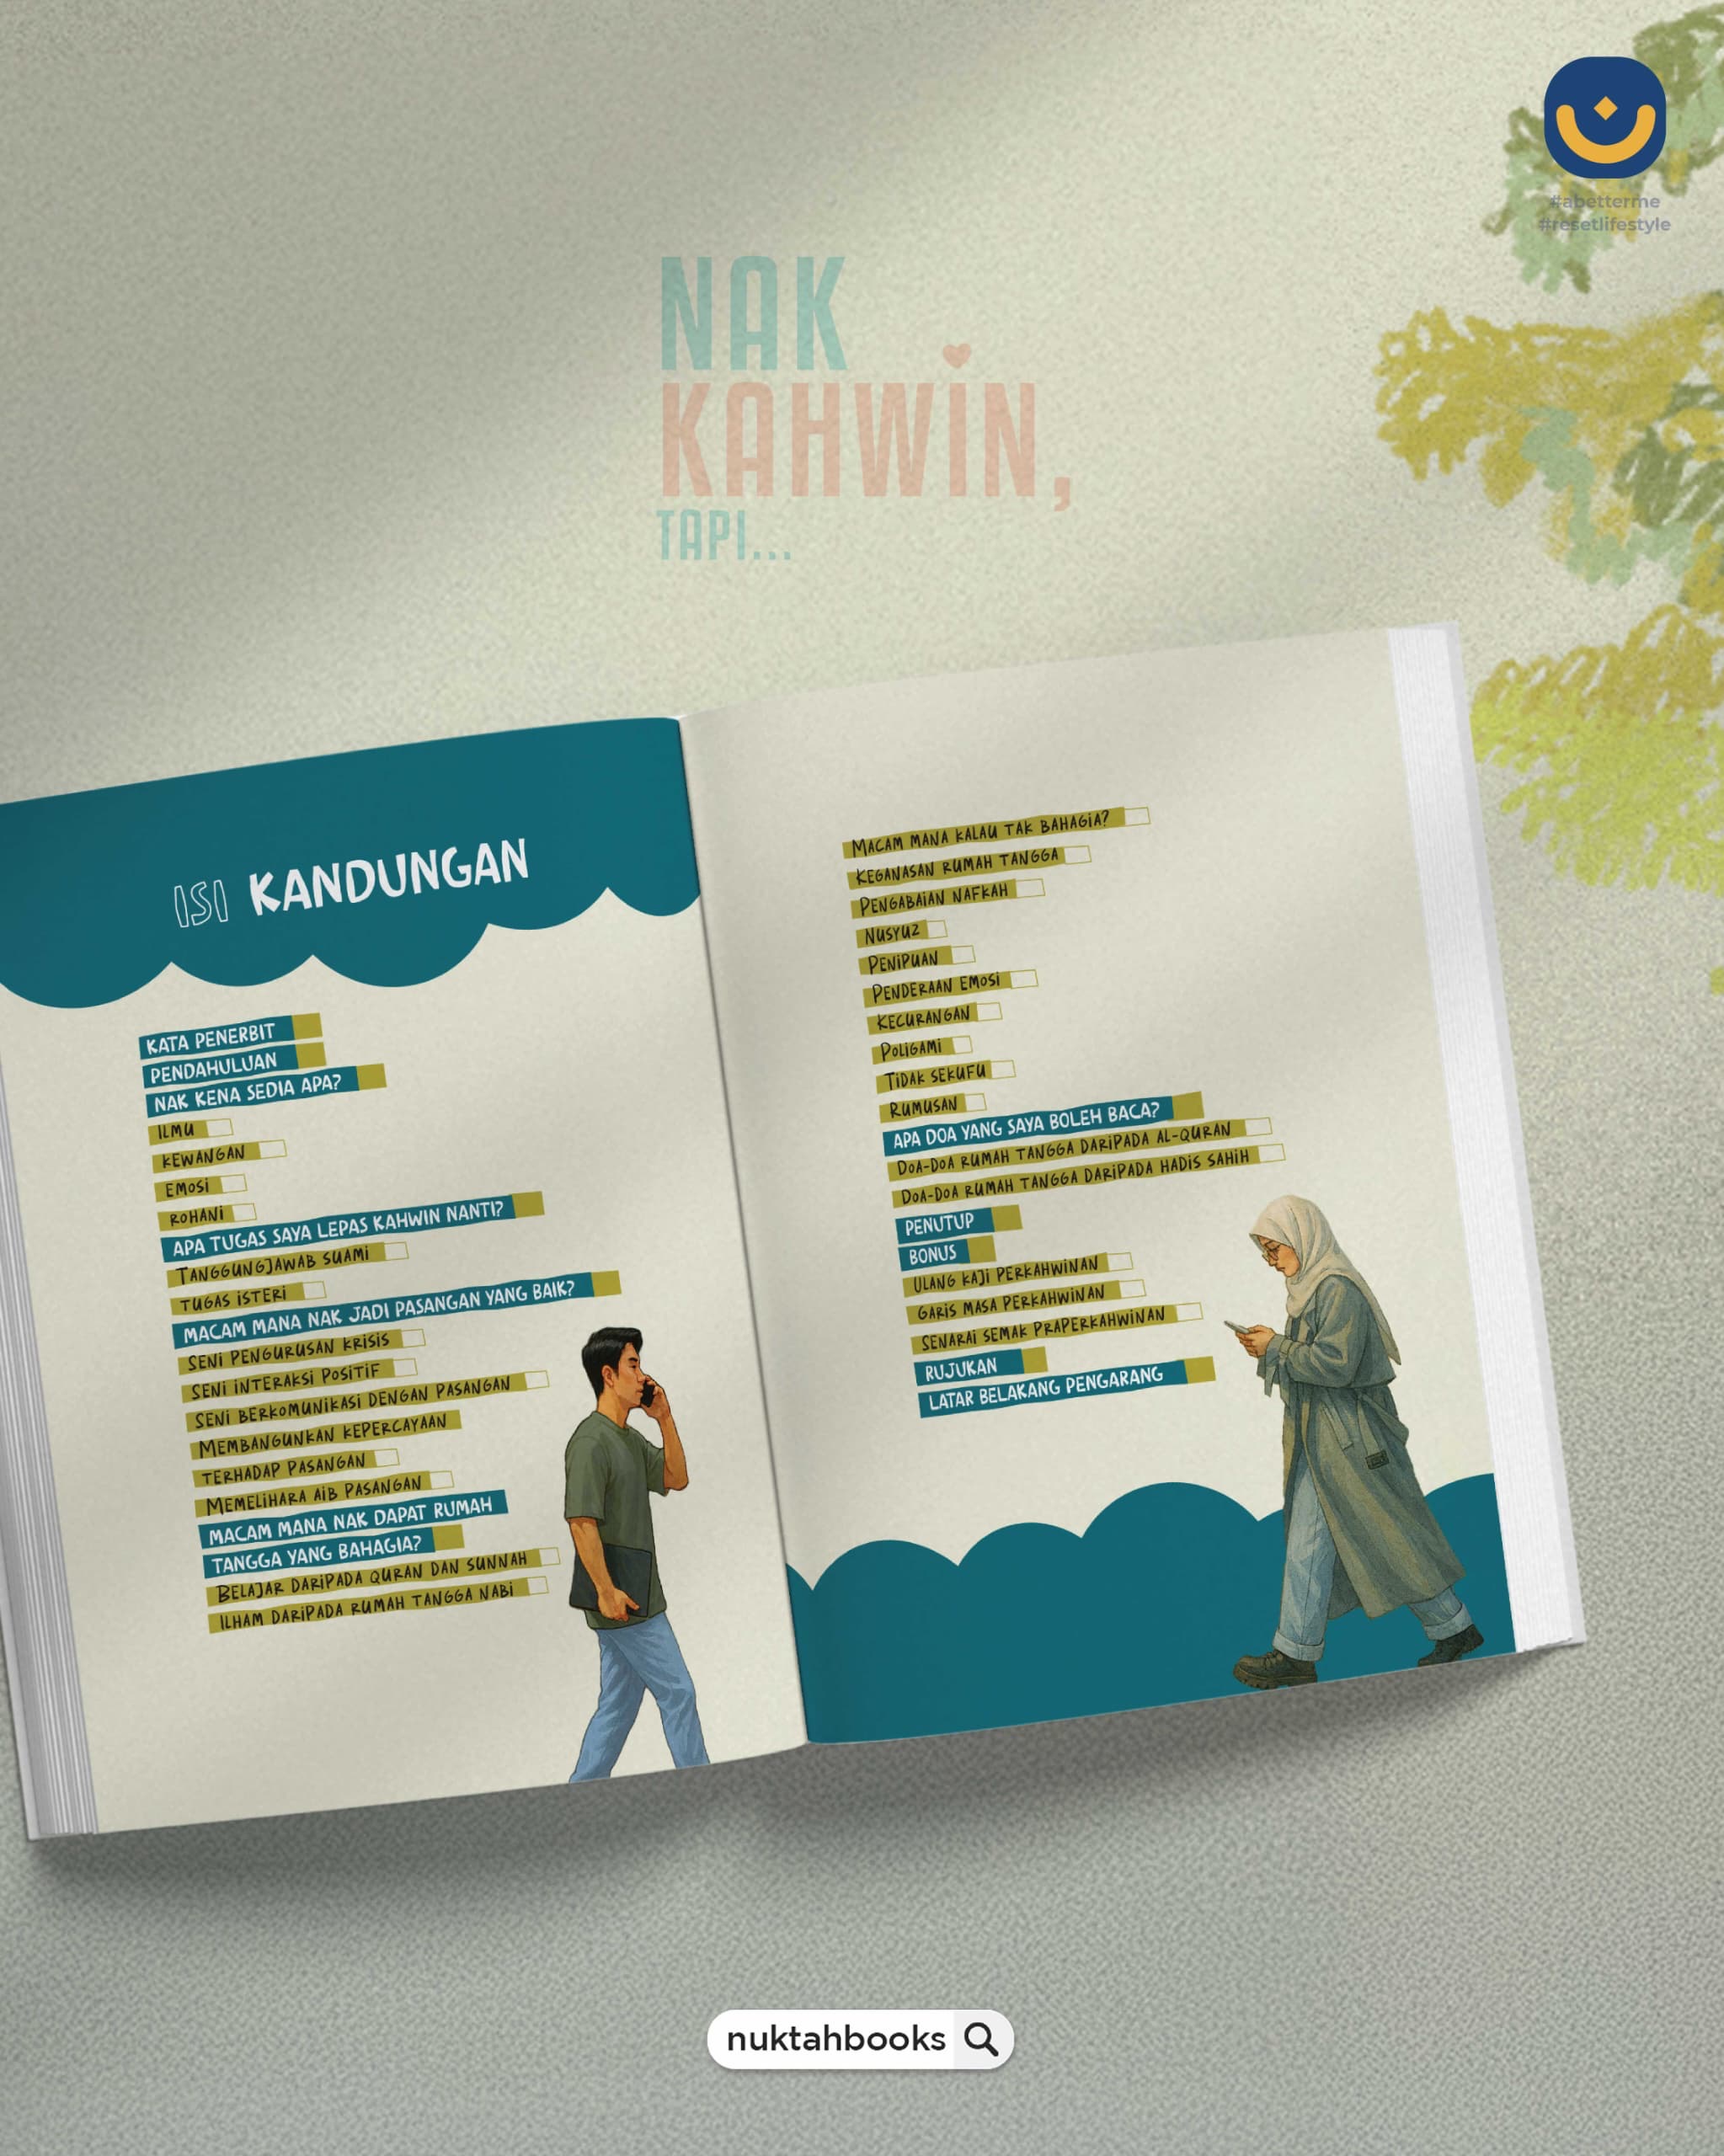 #abetterme
#resetlifestyle
NAK
KAHWIN,
TAPI...
ISI KANDUNGAN
KATA PENERBIT
PENDAHULUAN
NAK KENA SEDIA APA?
ILMU
KEWANGAN
EMOSI
ROHANI
APA TUGAS SAYA LEPAS KAHWIN NANTI?
TANGGUNGJAWAB SUAMI
TUGAS ISTERI
MACAM MANA NAK JADI PASANGAN YANG BAIK?
SENI PENGURUSAN KRISIS
SENI INTERAKSI POSITIF
SENI BERKOMUNIKASI DENGAN PASANGAN
MEMBANGUNKAN KEPERCAYAAN
TERHADAP PASANGAN
MEMELIHARA AIB PASANGAN
MACAM MANA NAK DAPAT RUMAH
TANGGA YANG BAHAGIA?
BELAJAR DARIPADA QURAN DAN SUNNAH
ILHAM DARIPADA RUMAH TANGGA NABI
MACAM MANA KALAU TAK BAHAGIA?
KEGANASAN RUMAH TANGGA
PENGABAIAN NAFKAH
NUSYUZ
PENIPUAN
PENDERAAN EMOSI
KECURANGAN
POLIGAMI
TIDAK SEKUFU
RUMUSAN
APA DOA YANG SAYA BOLEH BACA?
DOA-DOA RUMAH TANGGA DARIPADA AL-QURAN
DOA-DOA RUMAH TANGGA DARIPADA HADIS SAHIH
PENUTUP
BONUS
ULANG KAJI PERKAHWINAN
GARIS MASA PERKAHWINAN
SENARAI SEMAK PRAPERKAHWINAN
RUJUKAN
LATAR BELAKANG PENGARANG
nuktahbooks